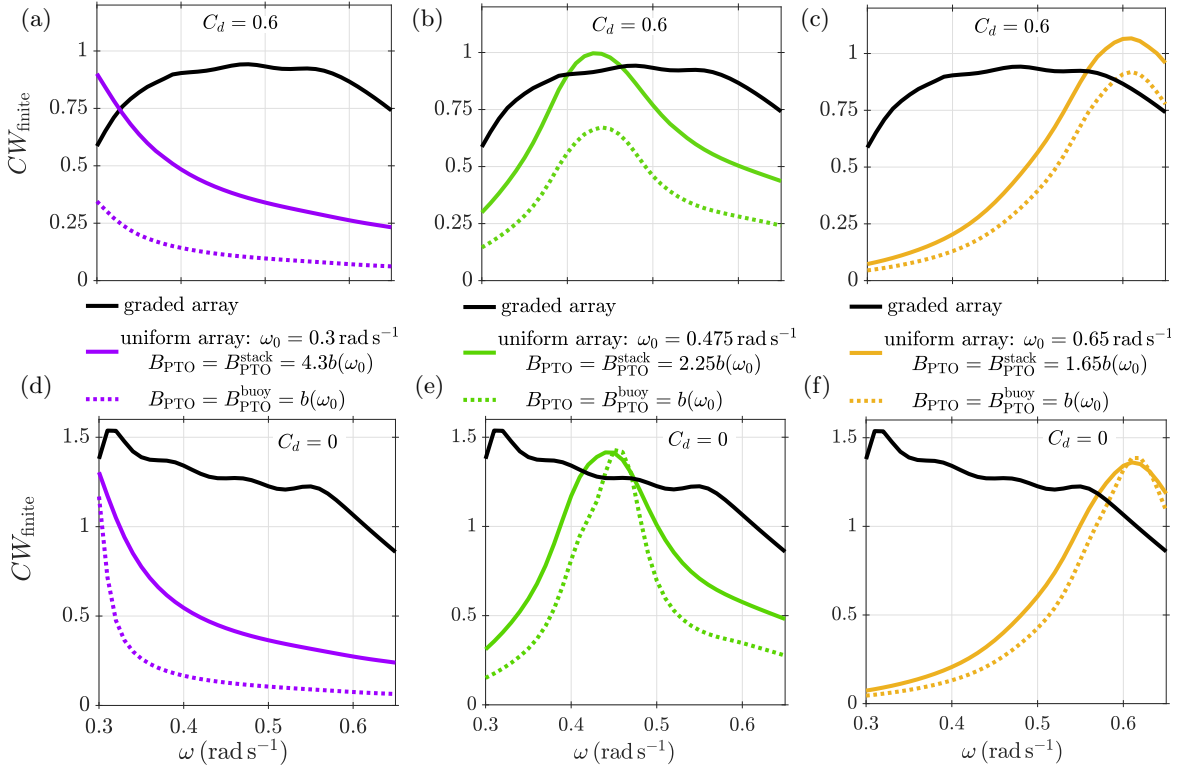 (a) (b) (c)
C_d = 0.6 C_d = 0.6 C_d = 0.6
1 1 1
0.75 0.75 0.75
CW_finite
0.5 0.5 0.5
0.25 0.25 0.25
0 0 0
graded array graded array graded array
uniform array: ω_0 = 0.3 rad s^−1 uniform array: ω_0 = 0.475 rad s^−1 uniform array: ω_0 = 0.65 rad s^−1
B_PTO = B_PTO^stack = 4.3b(ω_0) B_PTO = B_PTO^stack = 2.25b(ω_0) B_PTO = B_PTO^stack = 1.65b(ω_0)
B_PTO = B_PTO^buoy = b(ω_0) B_PTO = B_PTO^buoy = b(ω_0) B_PTO = B_PTO^buoy = b(ω_0)
(d) (e) (f)
C_d = 0 C_d = 0 C_d = 0
1.5 1.5 1.5
1 1 1
CW_finite
0.5 0.5 0.5
0 0 0
0.3 0.4 0.5 0.6 0.3 0.4 0.5 0.6 0.3 0.4 0.5 0.6
ω (rad s^−1) ω (rad s^−1) ω (rad s^−1)